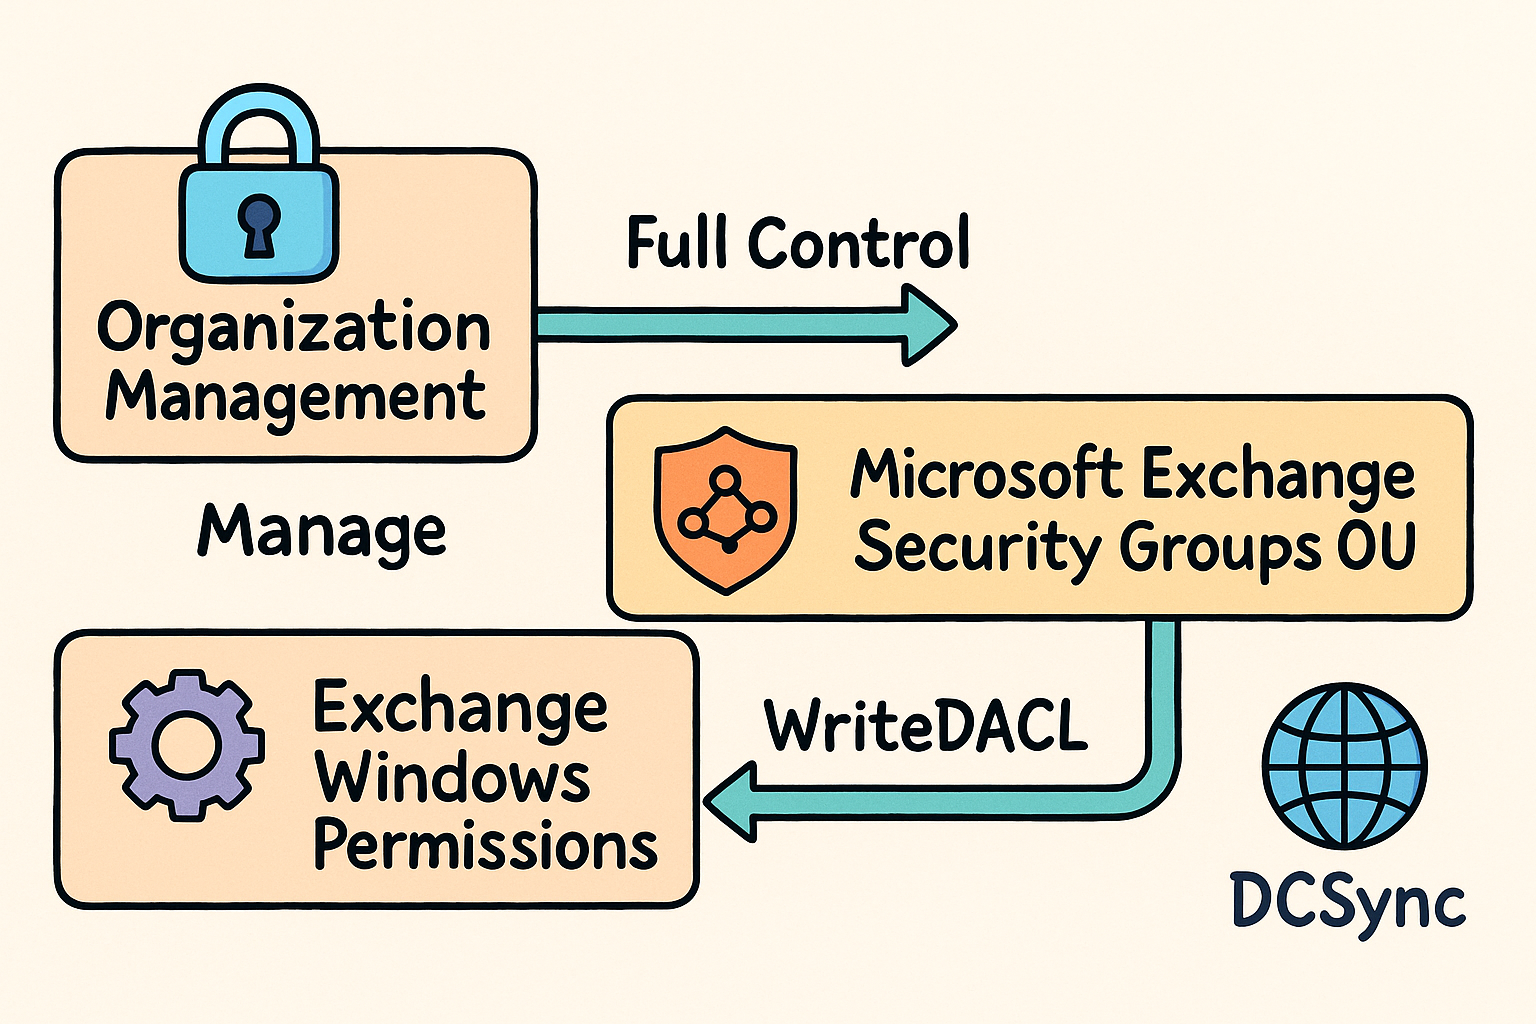 Organization
Management
Full Control
Manage
Microsoft Exchange
Security Groups OU
Exchange
Windows
Permissions
WriteDACL
DCSync